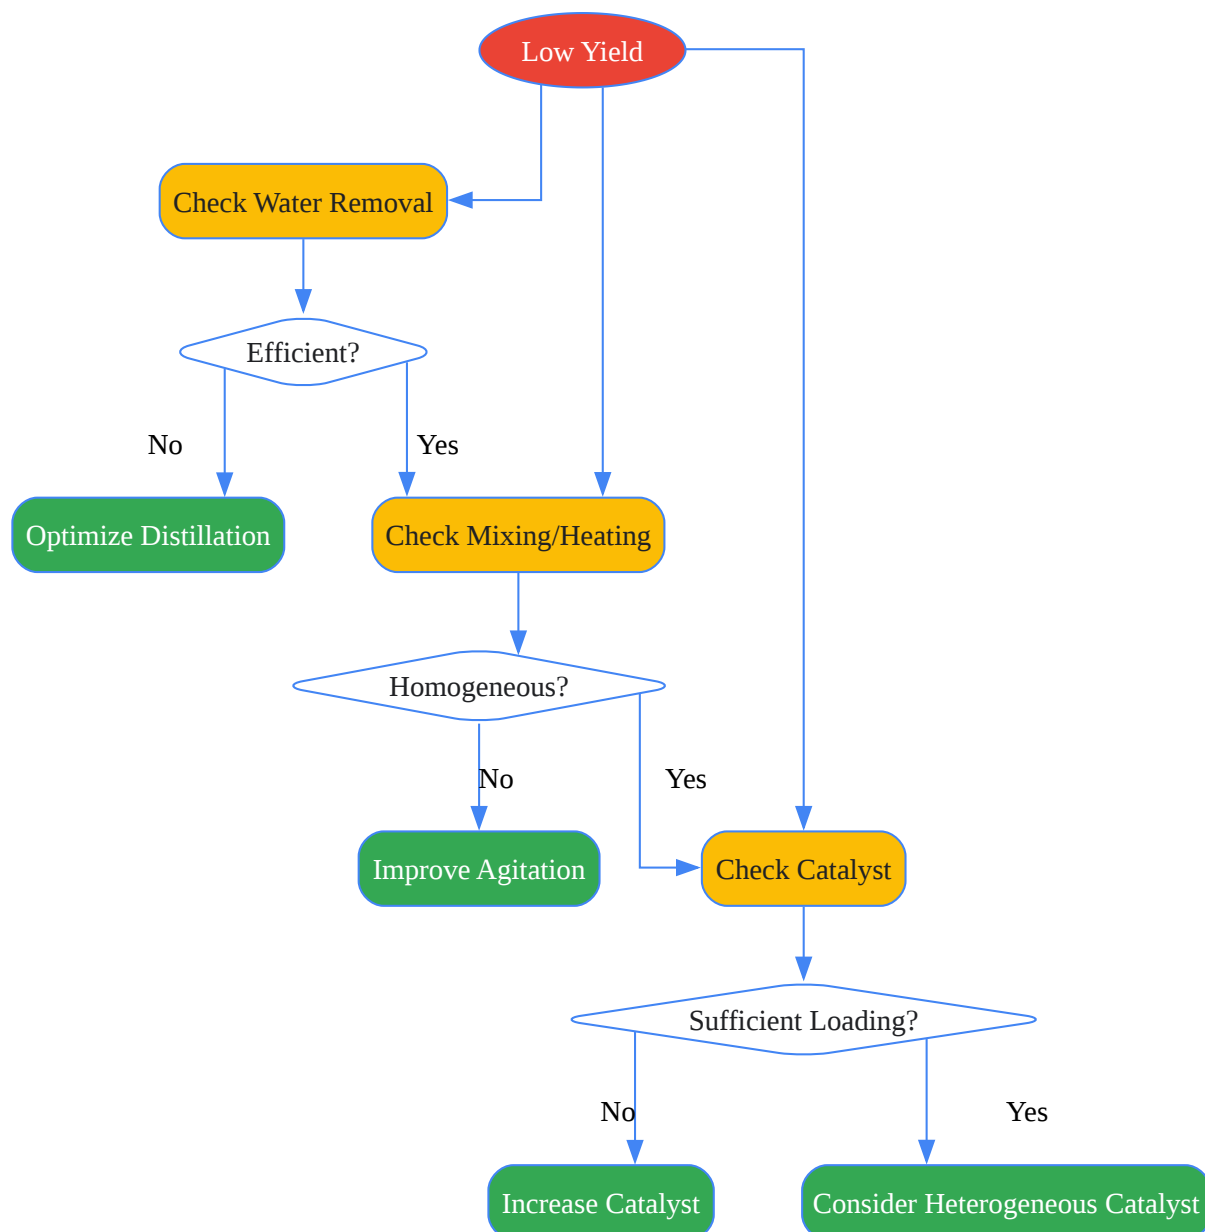 Low Yield
Check Water Removal
Efficient?
No
Yes
Optimize Distillation
Check Mixing/Heating
Homogeneous?
No
Yes
Improve Agitation
Check Catalyst
Sufficient Loading?
No
Yes
Increase Catalyst
Consider Heterogeneous Catalyst